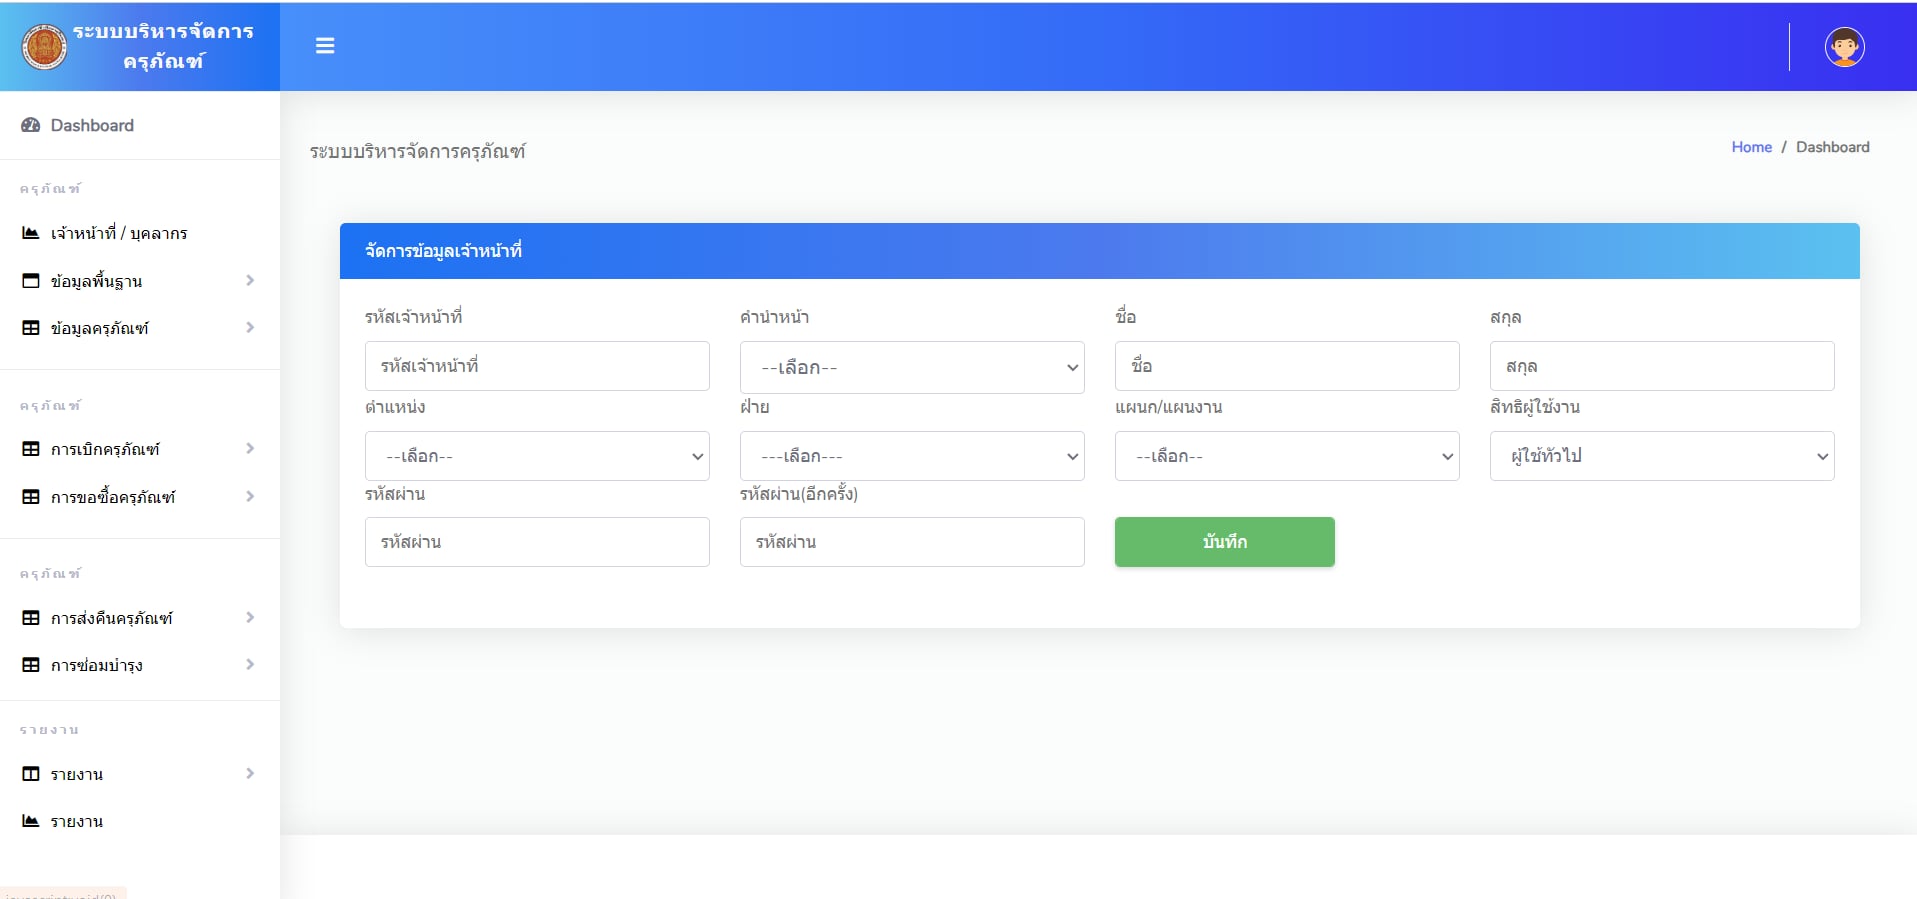 ระบบบริหารจัดการ
ครุภัณฑ์
Dashboard
ระบบบริหารจัดการครุภัณฑ์
Home / Dashboard
ครุภัณฑ์
เจ้าหน้าที่ / บุคลากร
ข้อมูลพื้นฐาน
ข้อมูลครุภัณฑ์
ครุภัณฑ์
การเบิกครุภัณฑ์
การขอซื้อครุภัณฑ์
ครุภัณฑ์
การส่งคืนครุภัณฑ์
การซ่อมบำรุง
รายงาน
รายงาน
รายงาน
จัดการข้อมูลเจ้าหน้าที่
รหัสเจ้าหน้าที่ คำนำหน้า ชื่อ สกุล
รหัสเจ้าหน้าที่ --เลือก-- ชื่อ สกุล
ตำแหน่ง ฝ่าย แผนก/แผนงาน สิทธิผู้ใช้งาน
--เลือก-- ---เลือก--- --เลือก-- ผู้ใช้ทั่วไป
รหัสผ่าน รหัสผ่าน(อีกครั้ง)
รหัสผ่าน รหัสผ่าน บันทึก